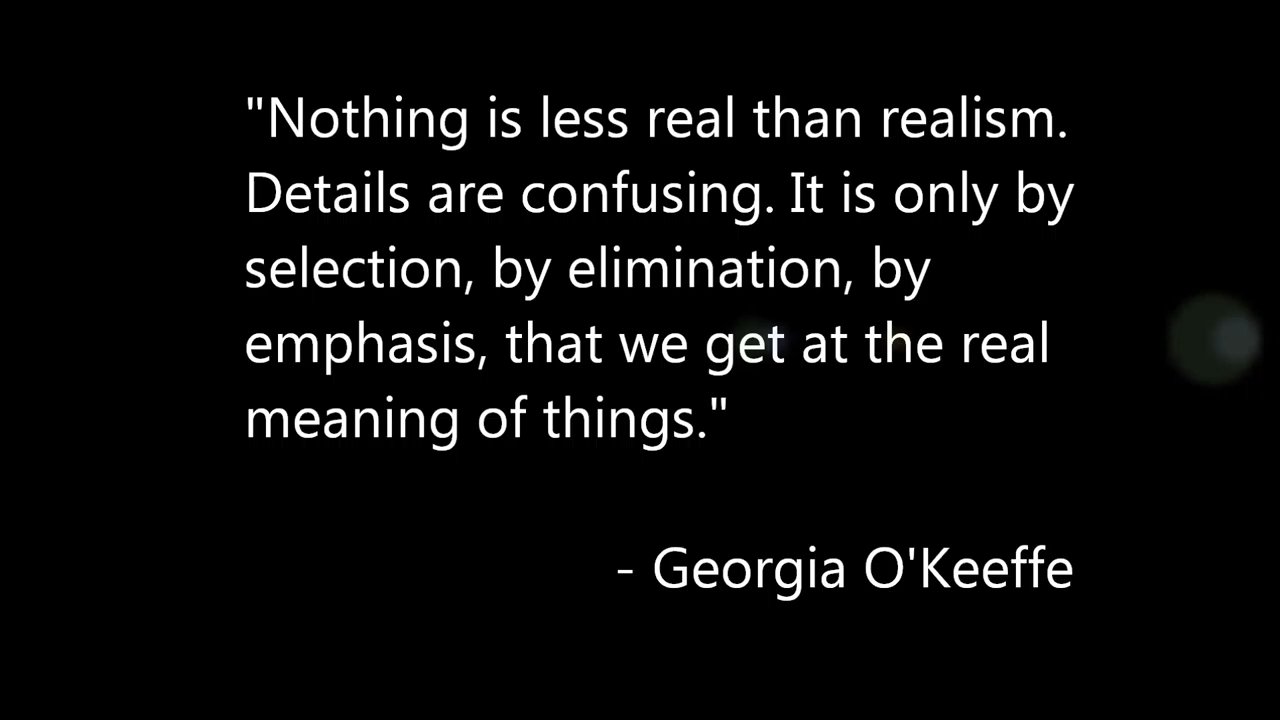 "Nothing is less real than realism.
Details are confusing. It is only by
selection, by elimination, by
emphasis, that we get at the real
meaning of things."
- Georgia O'Keeffe